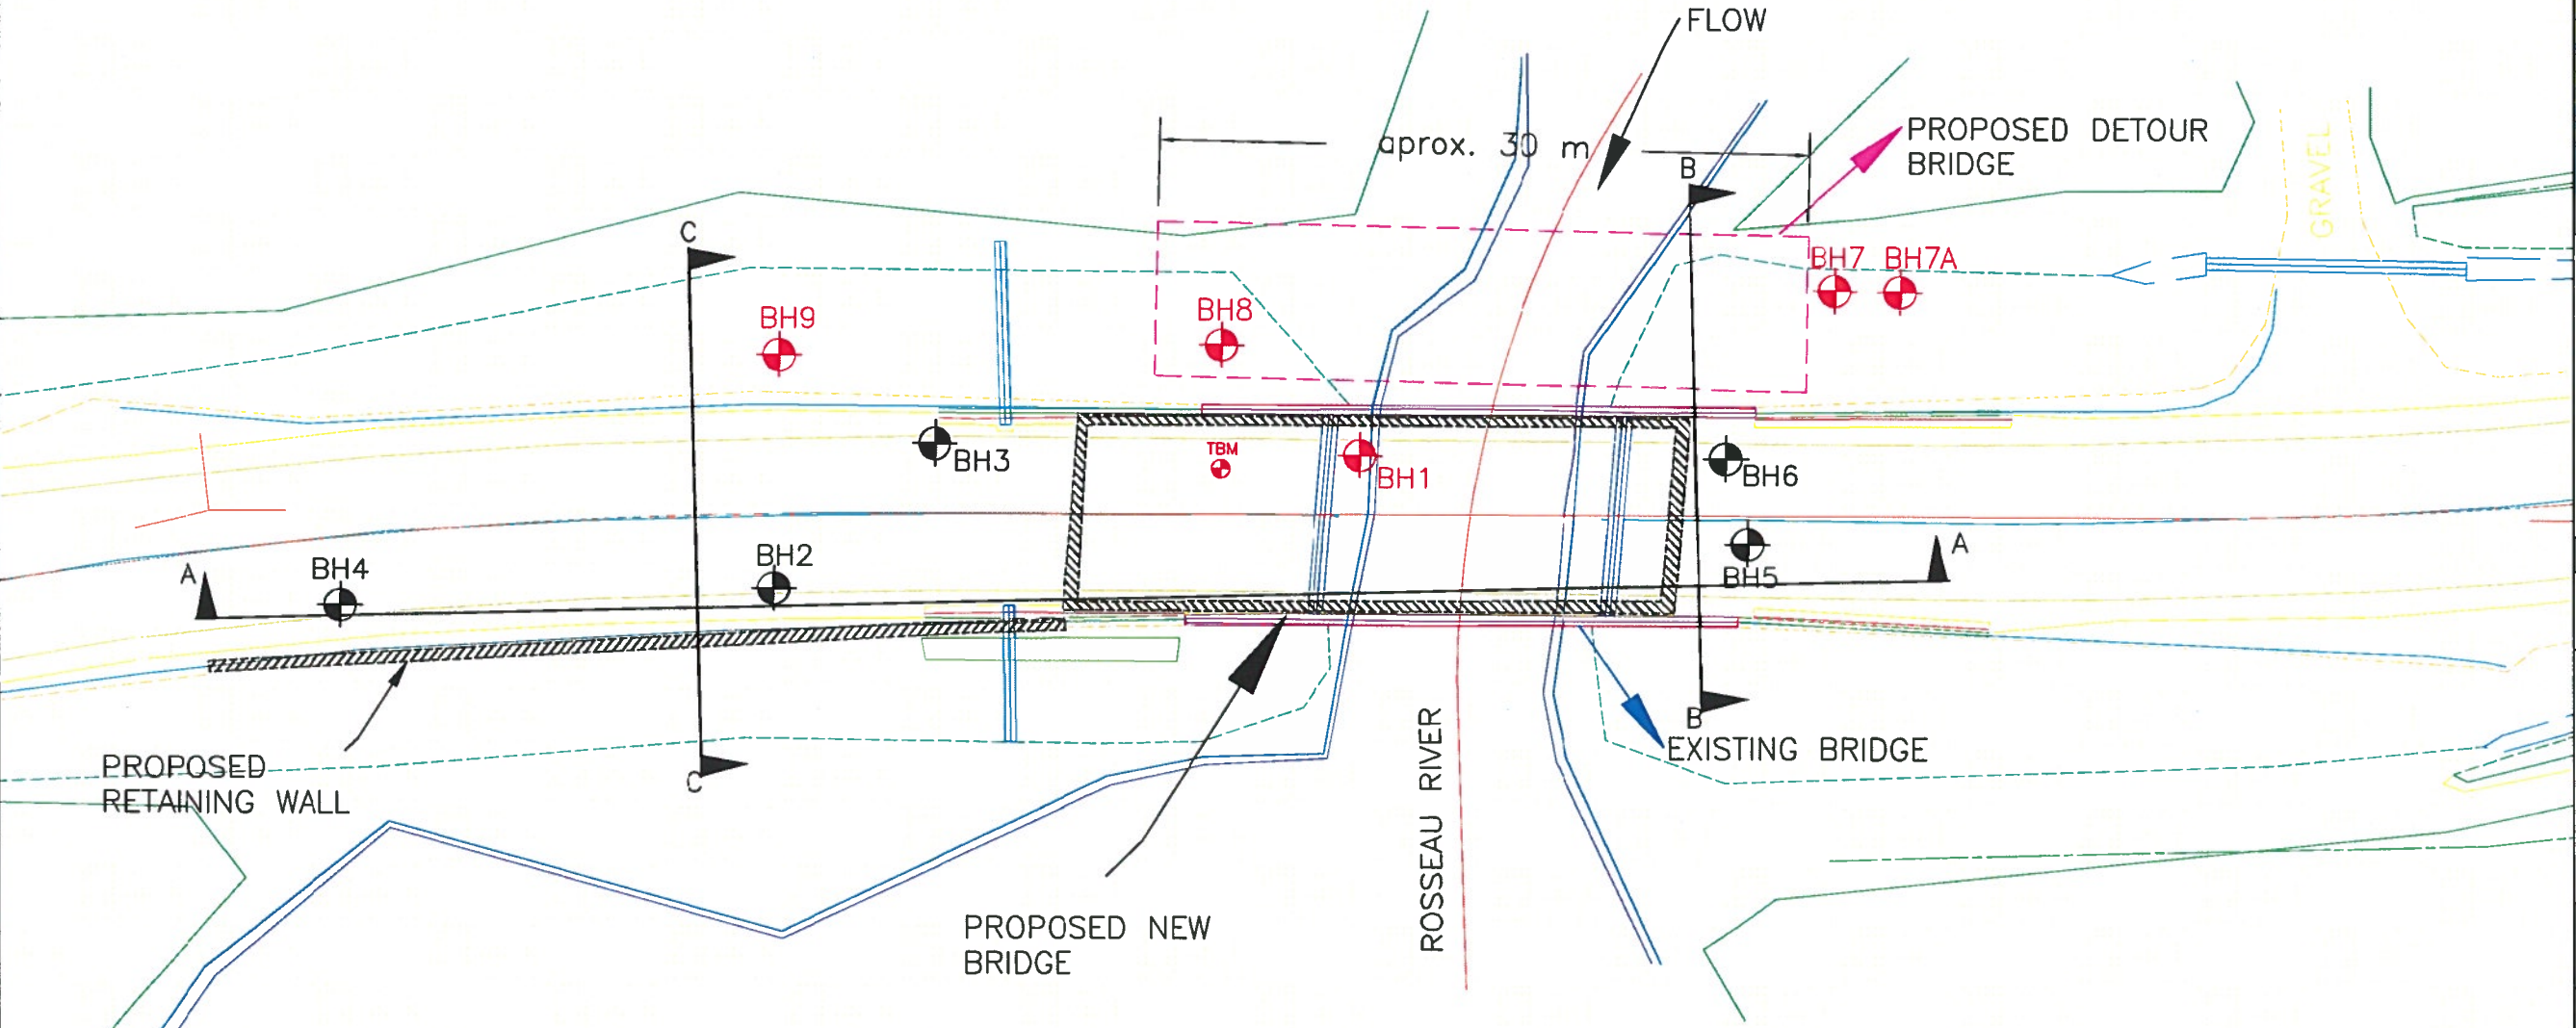 FLOW
aprox. 30 m
PROPOSED DETOUR
BRIDGE
B
GRAVEL
C
BH7
BH7A
BH8
BH9
BH3
TBM
BH1
BH6
BH2
BH4
A
A
BH5
B
EXISTING BRIDGE
PROPOSED
RETAINING WALL
C
ROSSEAU RIVER
PROPOSED NEW
BRIDGE